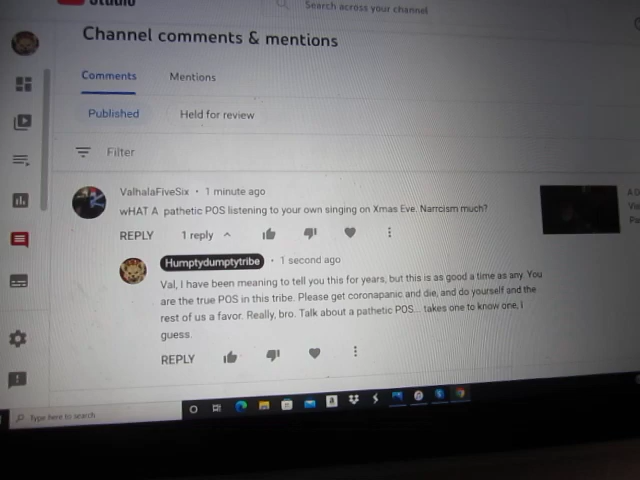 Studio
Search across your channel
Channel comments & mentions
Comments
Mentions
Published
Held for review
Filter
ValhalaFiveSix • 1 minute ago
wHAT A pathetic POS listening to your own singing on Xmas Eve. Narrcism much?
REPLY
1 reply
Humptydumptytribe • 1 second ago
Val, I have been meaning to tell you this for years, but this is as good a time as any. You
are the true POS in this tribe. Please get coronapanic and die, and do yourself and the
rest of us a favor. Really, bro. Talk about a pathetic POS... takes one to know one, I
guess.
REPLY
Type here to search